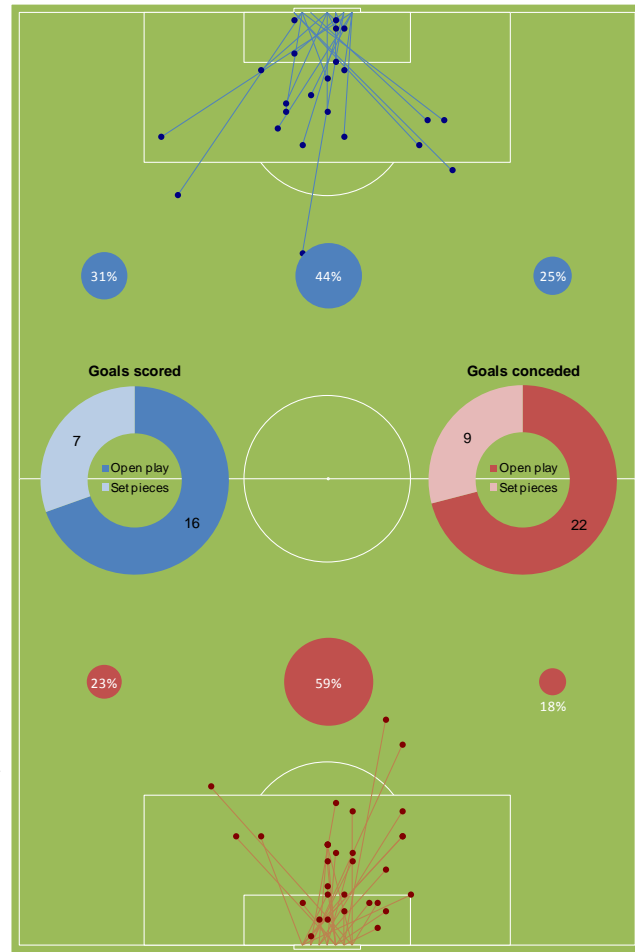 31%
44%
25%
Goals scored
Goals conceded
7
9
Open play
Set pieces
Open play
Set pieces
16
22
23%
59%
18%